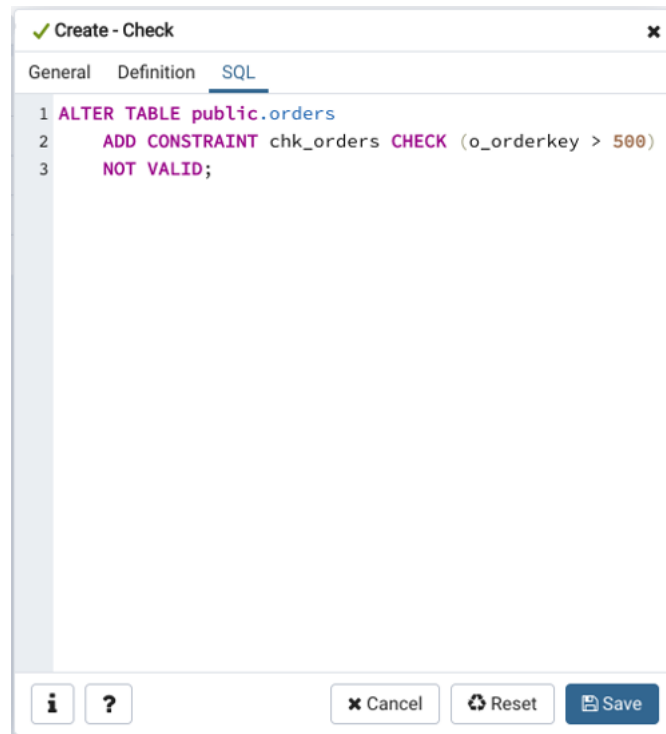 Create - Check
General Definition SQL
1 ALTER TABLE public.orders
2 ADD CONSTRAINT chk_orders CHECK (o_orderkey > 500)
3 NOT VALID;
i ? Cancel Reset Save